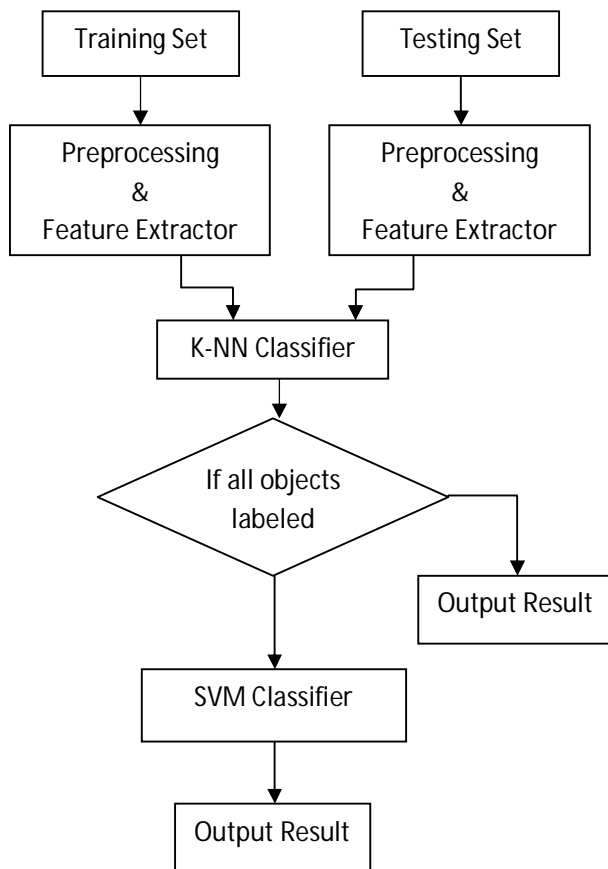 Training Set
Testing Set
Preprocessing
&
Feature Extractor
Preprocessing
&
Feature Extractor
K-NN Classifier
If all objects
labeled
Output Result
SVM Classifier
Output Result